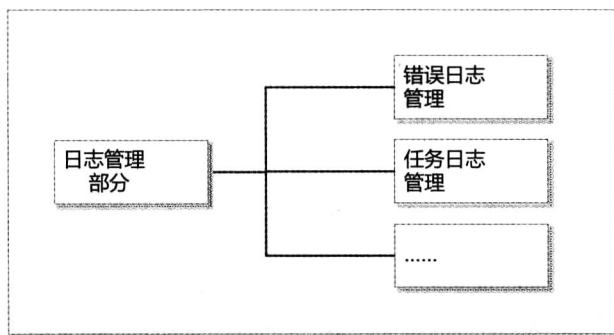 错误日志
管理
日志管理
部分
任务日志
管理
......